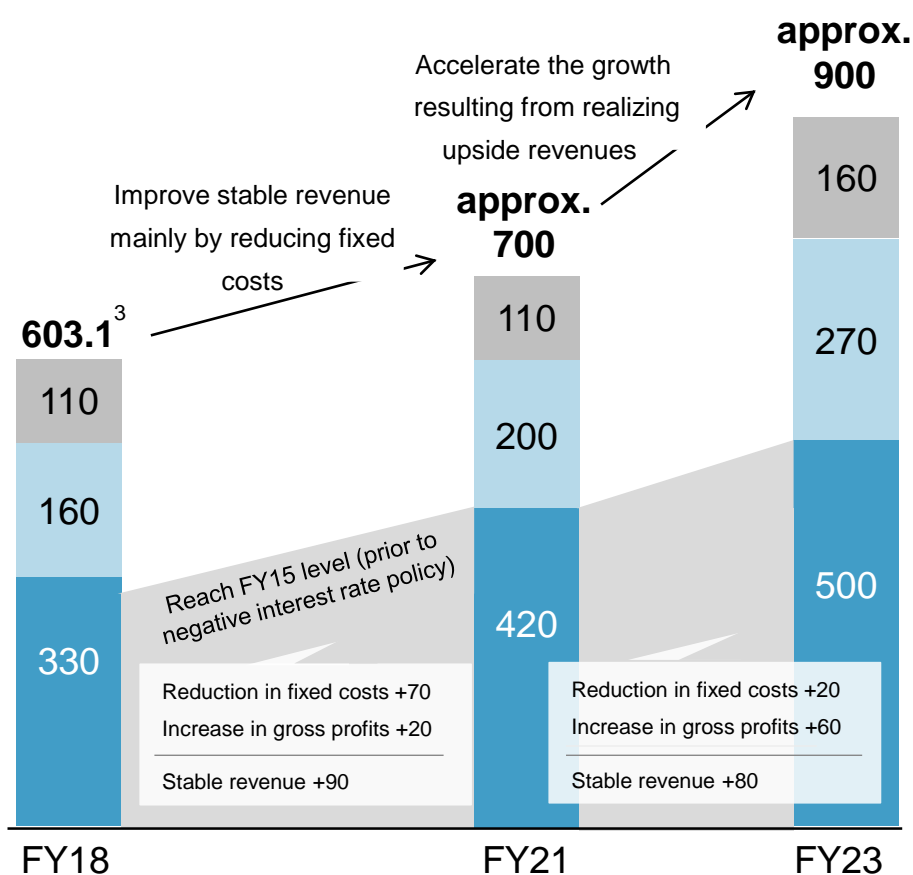 approx.
900
Accelerate the growth
resulting from realizing
upside revenues
160
Improve stable revenue
mainly by reducing fixed
costs
approx.
700
603.1³
110
270
110
200
160
Reach FY15 level (prior to
negative interest rate policy)
330
420
500
Reduction in fixed costs +70
Increase in gross profits +20
Stable revenue +90
Reduction in fixed costs +20
Increase in gross profits +60
Stable revenue +80
FY18
FY21
FY23